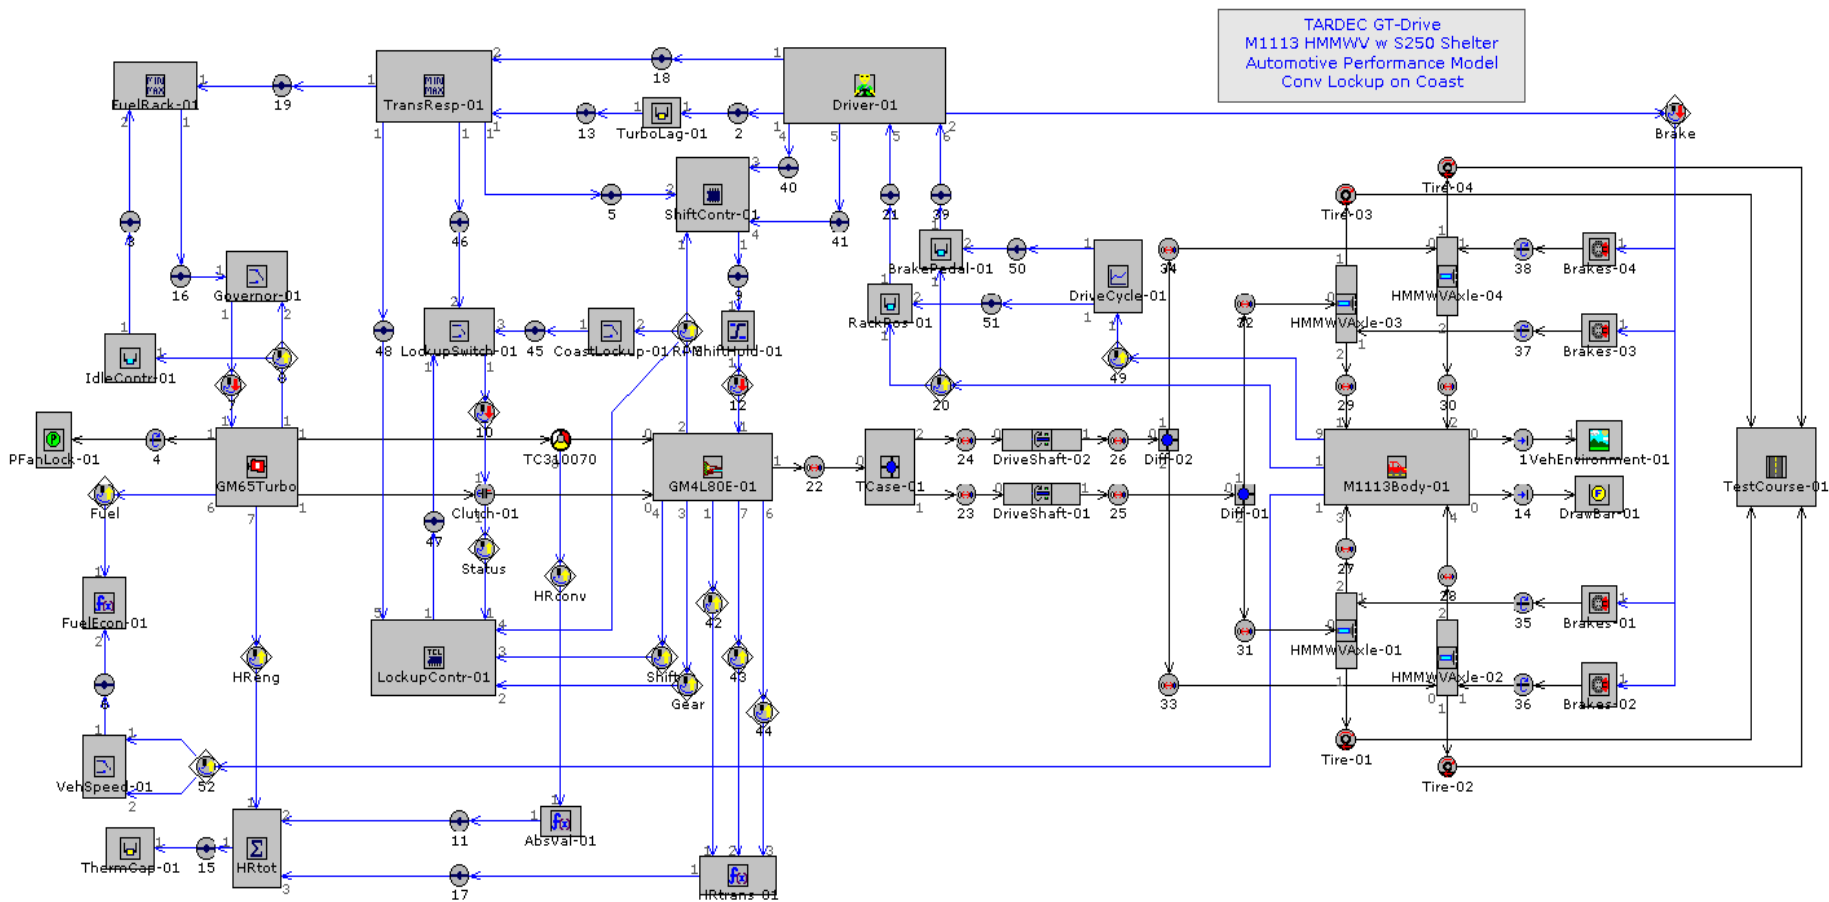 TARDEC GT-Drive
M1113 HMMWV w S250 Shelter
Automotive Performance Model
Conv Lockup on Coast
FuelRack-01
19
TransResp-01
18
Driver-01
13
TurboLag-01
2
Brake
40
ShiftContr-01
5
41
21
39
Tire-04
Tire-03
3
46
16
Governor-01
9
BrakePedal-01
50
DriveCycle-01
34
HMMWVAxle-04
38
Brakes-04
IdleContr-01
6
7
48
LockupSwitch-01
45
CoastLockup-01
RPM
ShiftHold-01
RackPos-01
51
32
HMMWVAxle-03
37
Brakes-03
10
12
20
49
29
30
PFanLock-01
4
GM65Turbo
TC310070
GM4L80E-01
22
TCase-01
24
DriveShaft-02
26
Diff-02
M1113Body-01
1
VehEnvironment-01
TestCourse-01
Fuel
47
Clutch-01
23
DriveShaft-01
25
Diff-01
14
DrawBar-01
Status
HRconv
27
28
FuelEcon-01
42
HReng
LockupContr-01
Shift
Gear
43
44
31
33
HMMWVAxle-01
35
Brakes-01
HMMWVAxle-02
36
Brakes-02
8
VehSpeed-01
52
Tire-01
Tire-02
ThermCap-01
15
HRtot
11
AbsVal-01
17
HRtrans-01